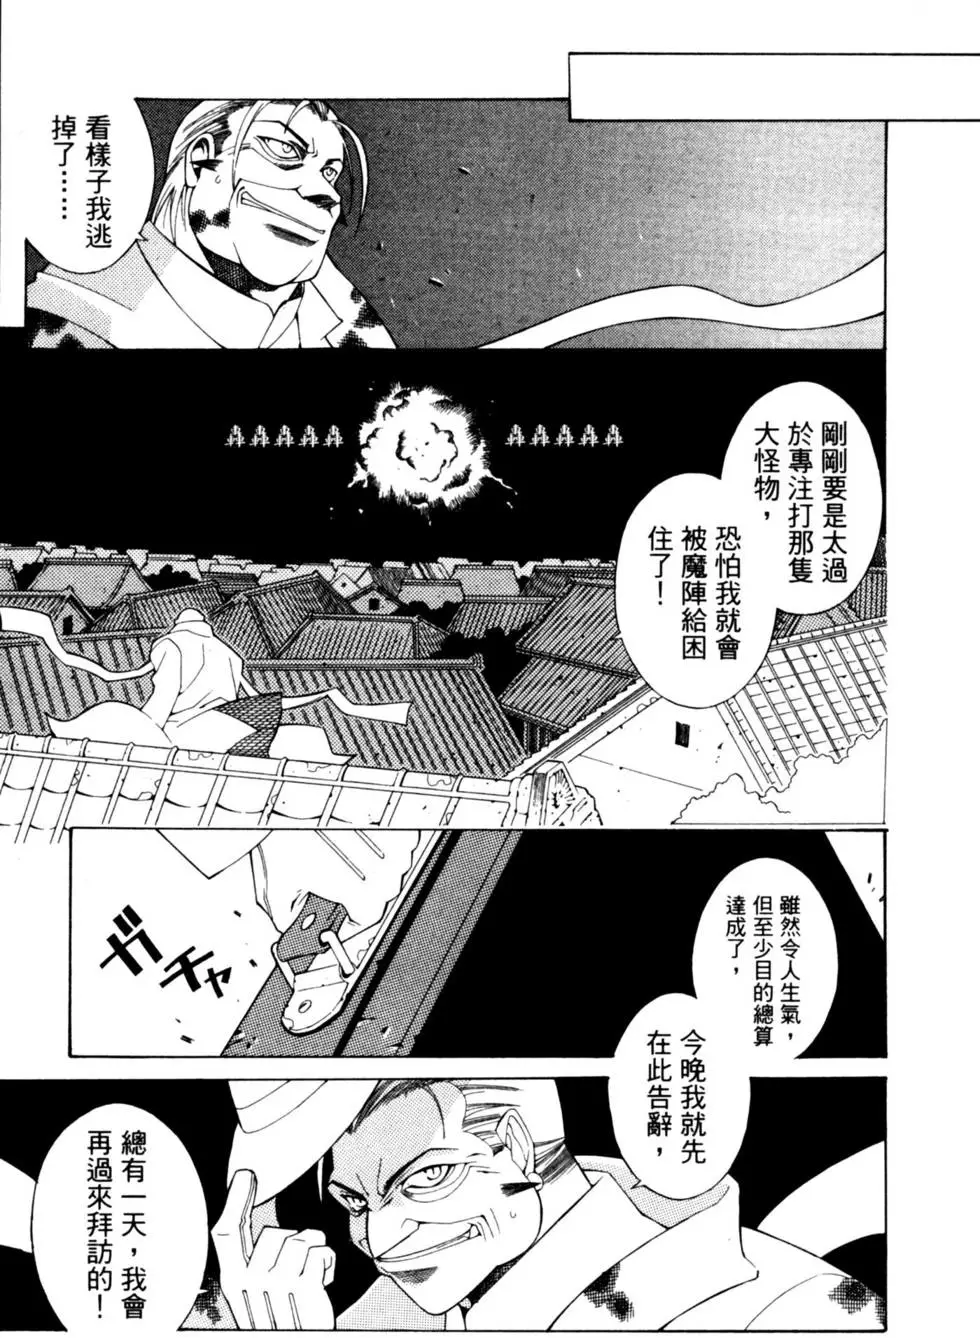 看樣子我逃
掉了……
剛剛要是太過
於專注打那隻
大怪物，
恐怕我就會
被魔陣給困
住了！
雖然令人生氣，
但至少目的總算
達成了，
ガチャ
今晚我就先
在此告辭，
總有一天，我會
再過來拜訪的！